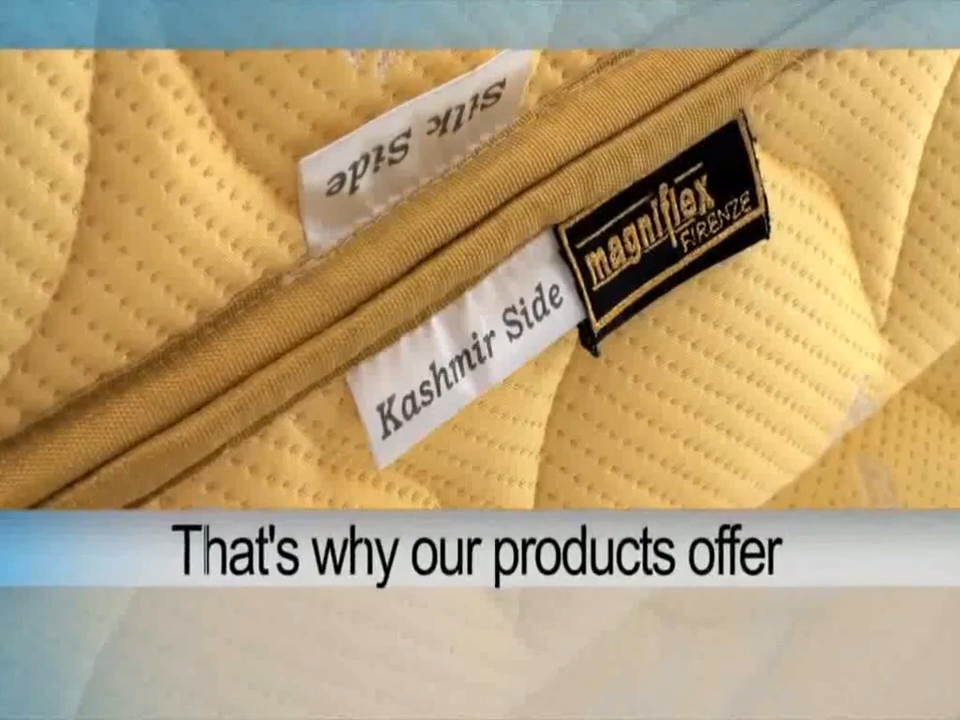 Silk Side
magniflex
FIRENZE
Kashmir Side
That's why our products offer